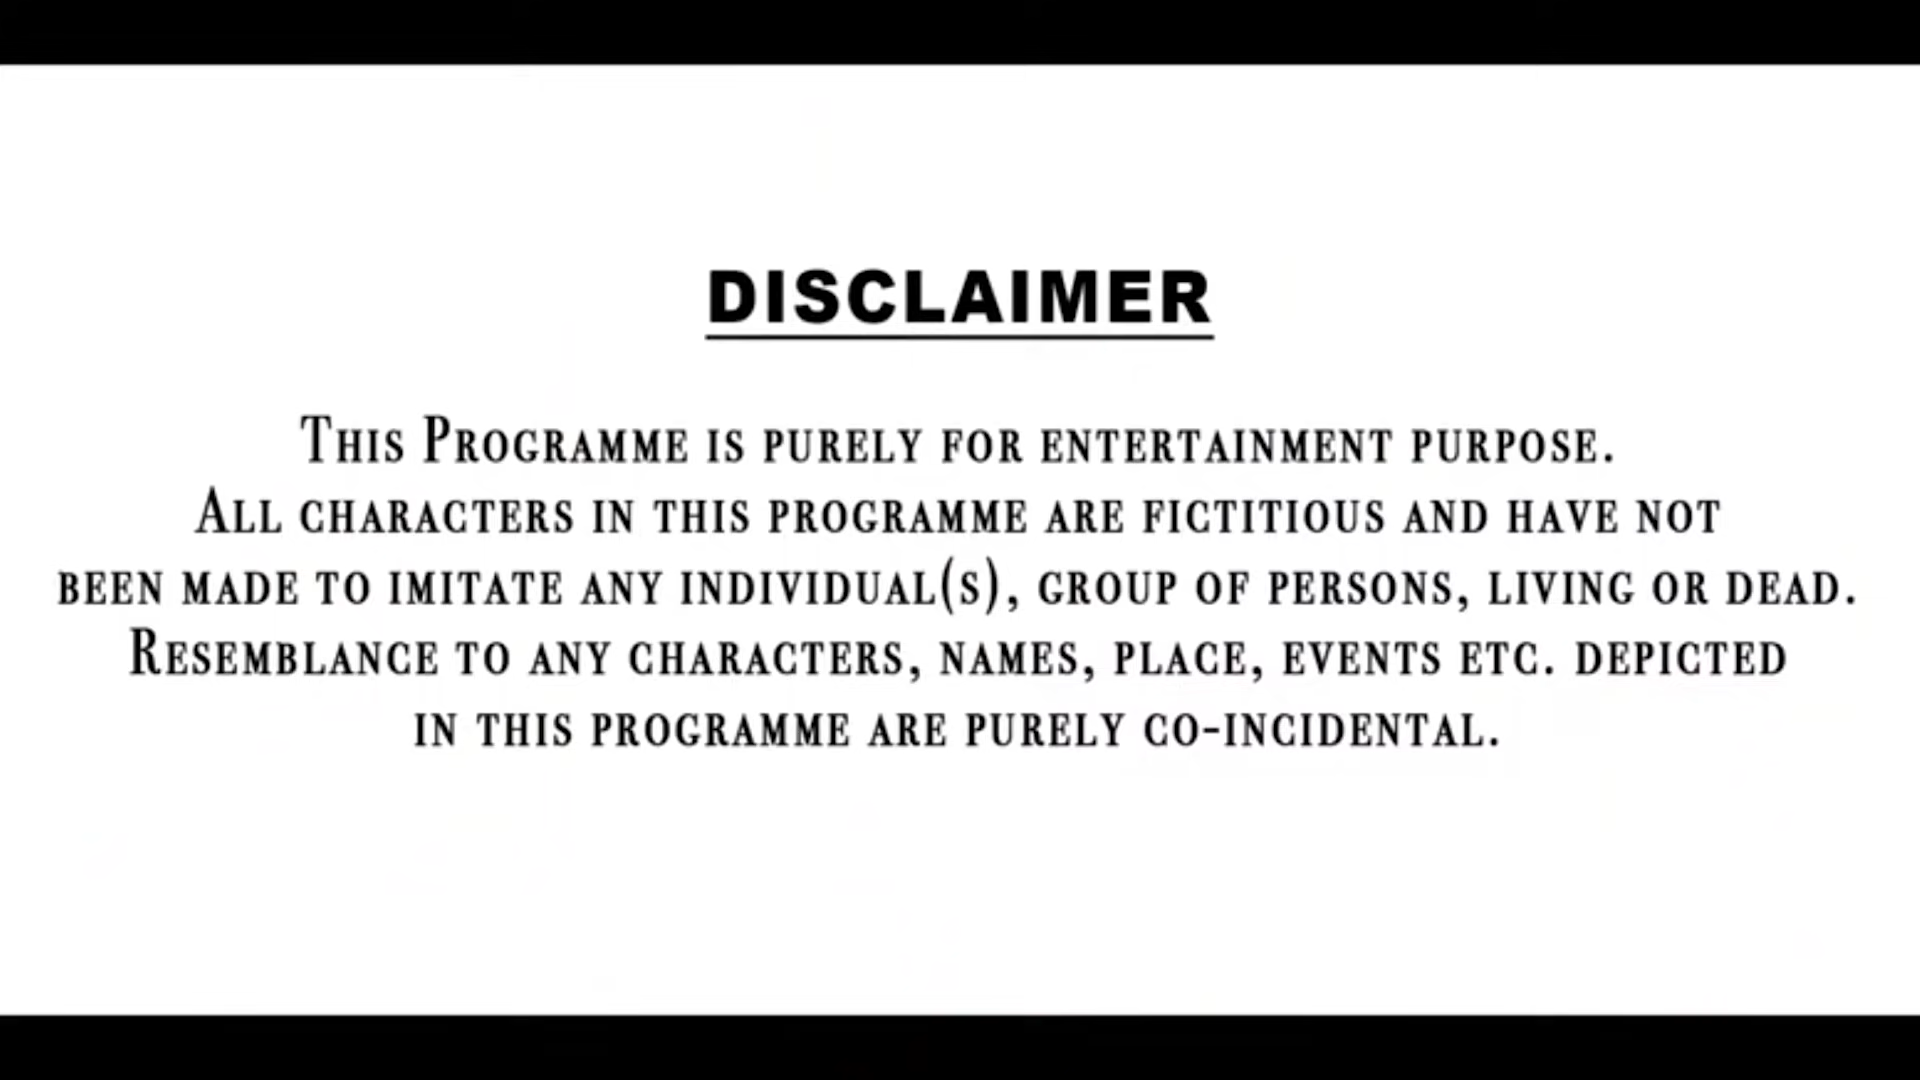 DISCLAIMER
This Programme is purely for entertainment purpose.
All characters in this programme are fictitious and have not
been made to imitate any individual(s), group of persons, living or dead.
Resemblance to any characters, names, place, events etc. depicted
in this programme are purely co-incidental.